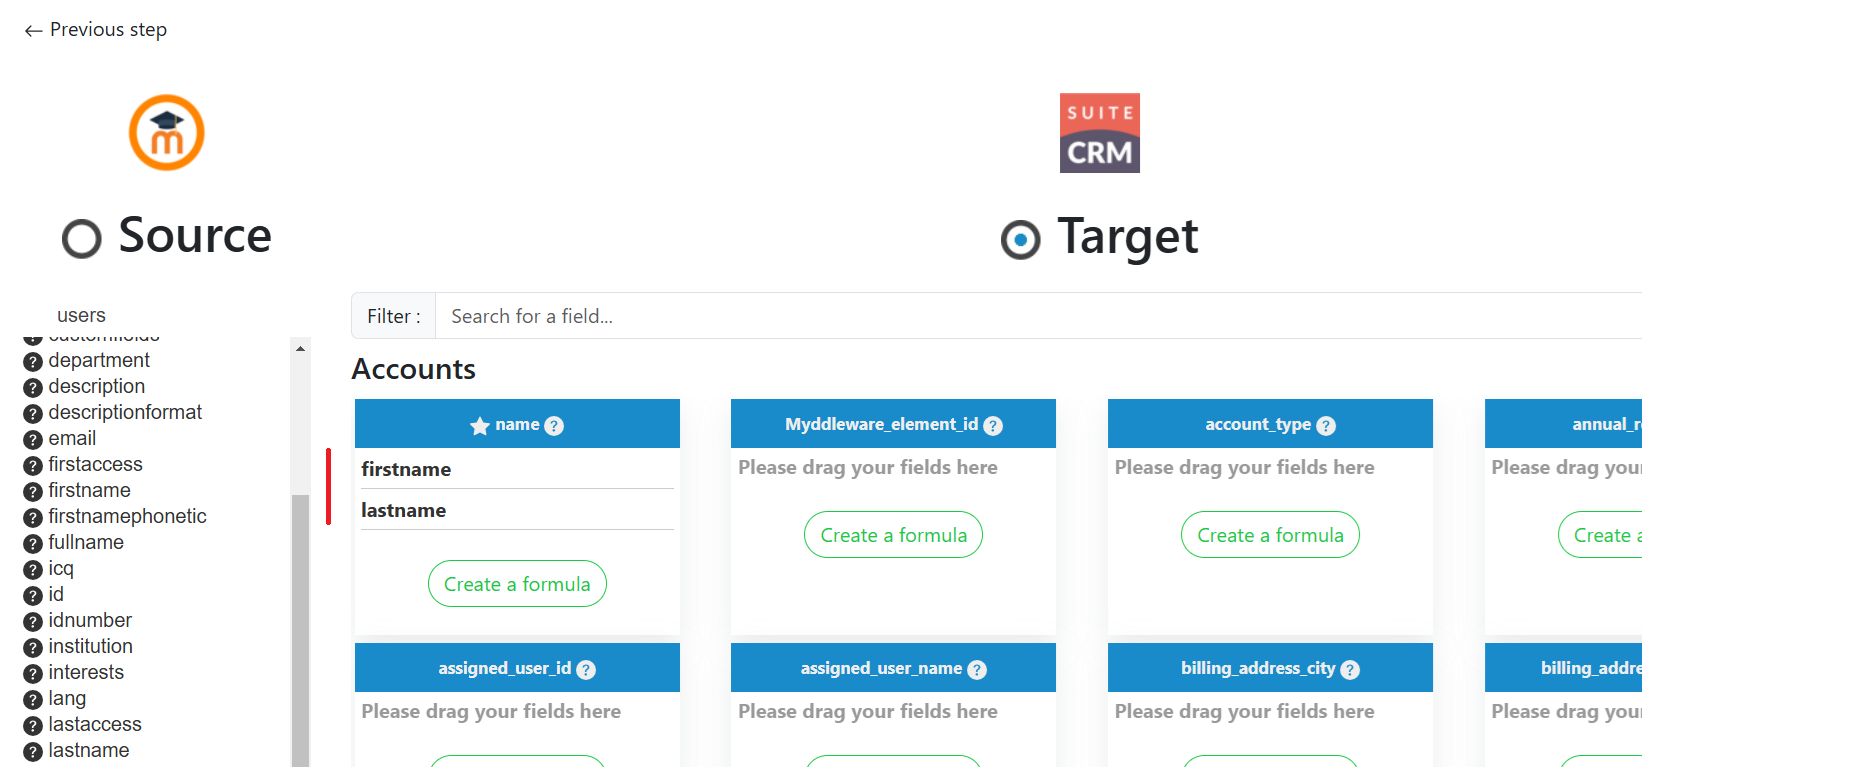 ← Previous step
m
SUITE
CRM
Source
Target
users
customfields
department
description
descriptionformat
email
firstaccess
firstname
firstnamephonetic
fullname
icq
id
idnumber
institution
interests
lang
lastaccess
lastname
Filter :
Search for a field...
Accounts
name ?
firstname
lastname
Create a formula
Myddleware_element_id ?
Please drag your fields here
Create a formula
account_type ?
Please drag your fields here
Create a formula
annual_r
Please drag you
Create a
assigned_user_id ?
Please drag your fields here
assigned_user_name ?
Please drag your fields here
billing_address_city ?
Please drag your fields here
billing_addre
Please drag you